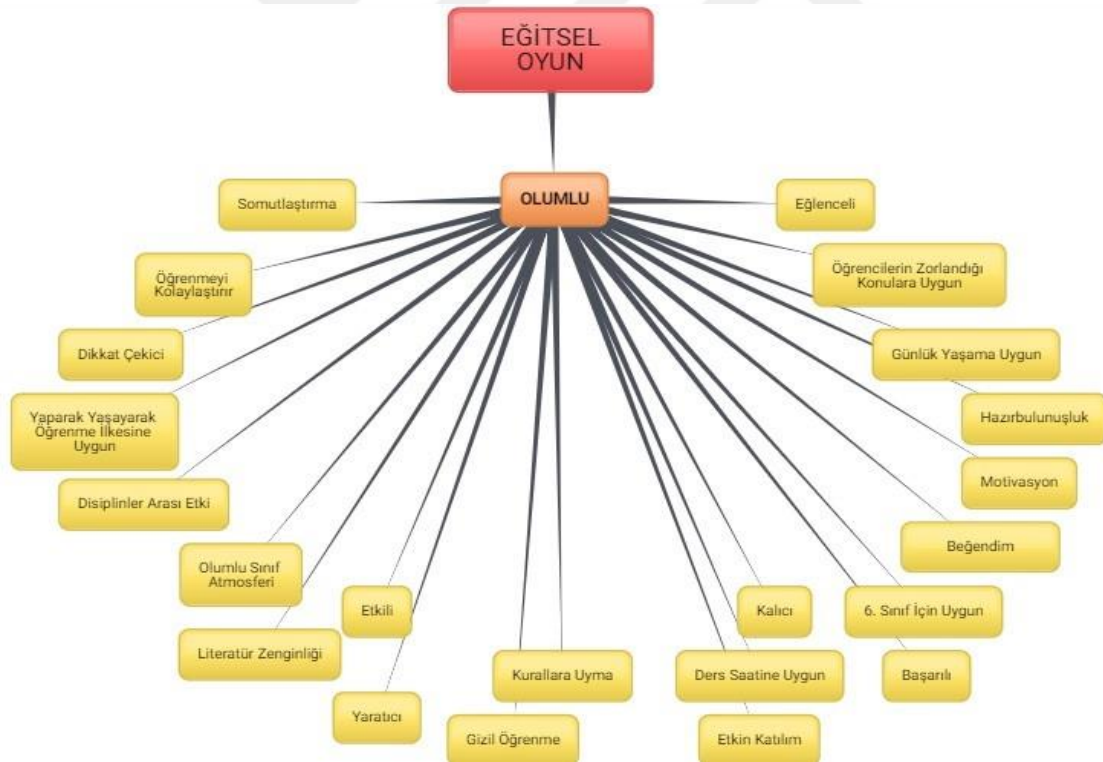 EĞİTSEL
OYUN
OLUMLU
Somutlaştırma
Eğlenceli
Öğrenmeyi
Kolaylaştırır
Öğrencilerin Zorlandığı
Konulara Uygun
Dikkat Çekici
Günlük Yaşama Uygun
Yaparak Yaşayarak
Öğrenme İlkesine
Uygun
Hazırbulunuşluk
Disiplinler Arası Etki
Motivasyon
Beğendim
Olumlu Sınıf
Atmosferi
Etkili
Kalıcı
6. Sınıf İçin Uygun
Literatür Zenginliği
Kurallara Uyma
Ders Saatine Uygun
Başarılı
Yaratıcı
Gizil Öğrenme
Etkin Katılım